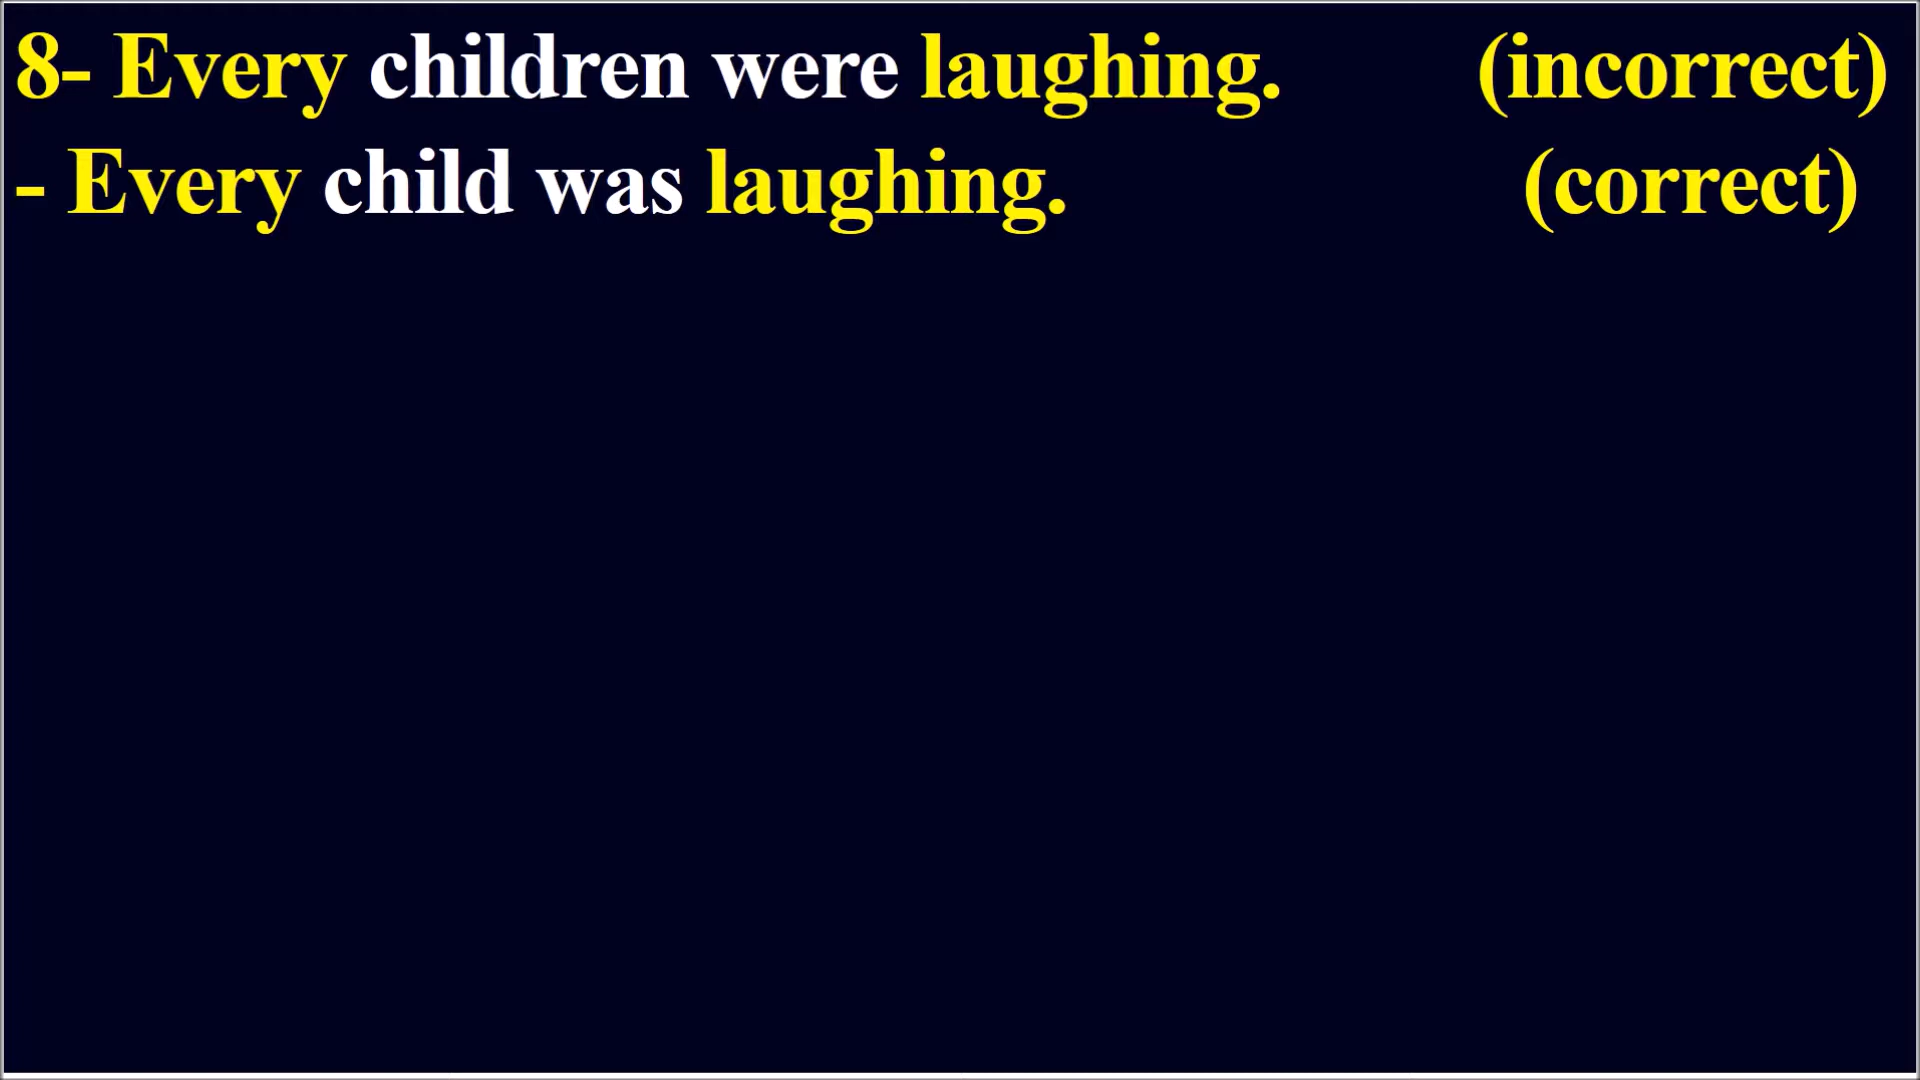 8- Every children were laughing. (incorrect)
- Every child was laughing. (correct)